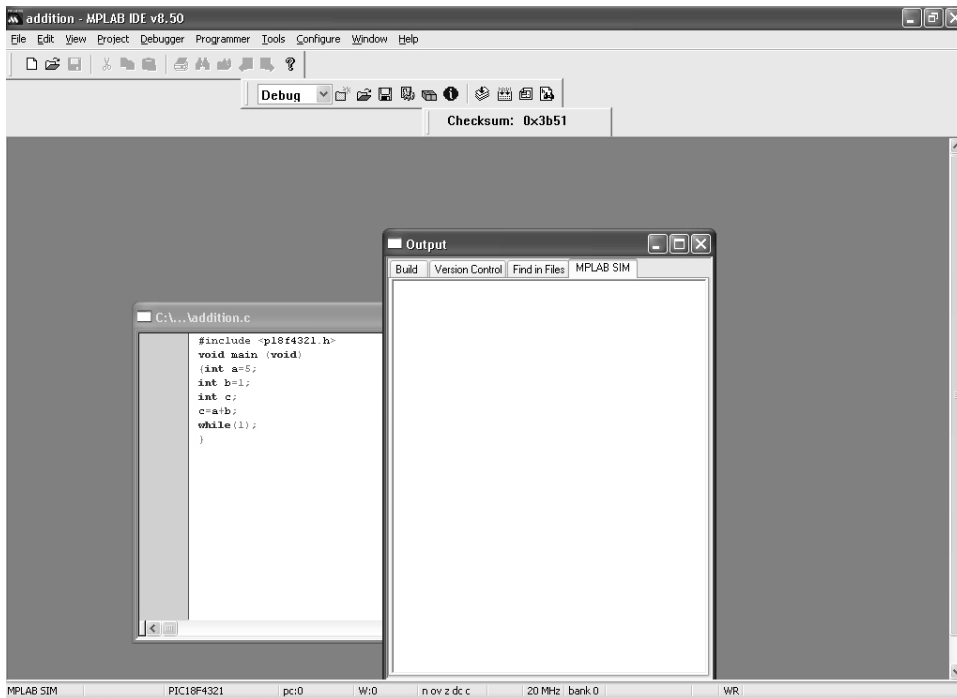 addition - MPLAB IDE v8.50
File Edit View Project Debugger Programmer Tools Configure Window Help
Debug
Checksum: 0x3b51
Output
Build Version Control Find in Files MPLAB SIM
C:\...\addition.c
#include <p18f4321.h>
void main (void)
{int a=5;
int b=1;
int c;
c=a+b;
while(1);
}
MPLAB SIM PIC18F4321 pc:0 W:0 n ov z dc c 20 MHz bank 0 WR